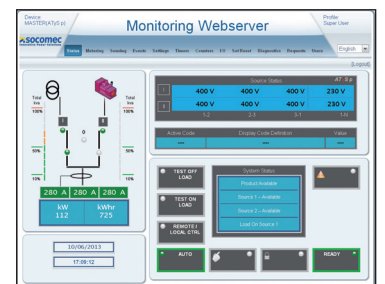 Device:
MASTER(ATyS p)
Monitoring Webserver
Profile:
Super User
socomec
Innovative Power Solutions
Status Metering Sensing Events Settings Timers Counters I/O Set/Reset Diagnostics Requests Users
English
[Logout]
Total
kva
100%
50%
10%
I
II
0
Total
kva
100%
50%
10%
280 A 280 A 280 A
kW
112
kWhr
725
10/06/2013
17:09:12
Source Status
I
400 V 400 V 400 V 230 V
II
400 V 400 V 400 V 230 V
1-2 2-3 3-1 1-N
Active Code Display Code Definition Value
--- --- ---
TEST OFF
LOAD
TEST ON
LOAD
REMOTE /
LOCAL CTRL
System Status
Product Available
Source 1 – Available
Source 2 – Available
Load On Source 1
AUTO
READY